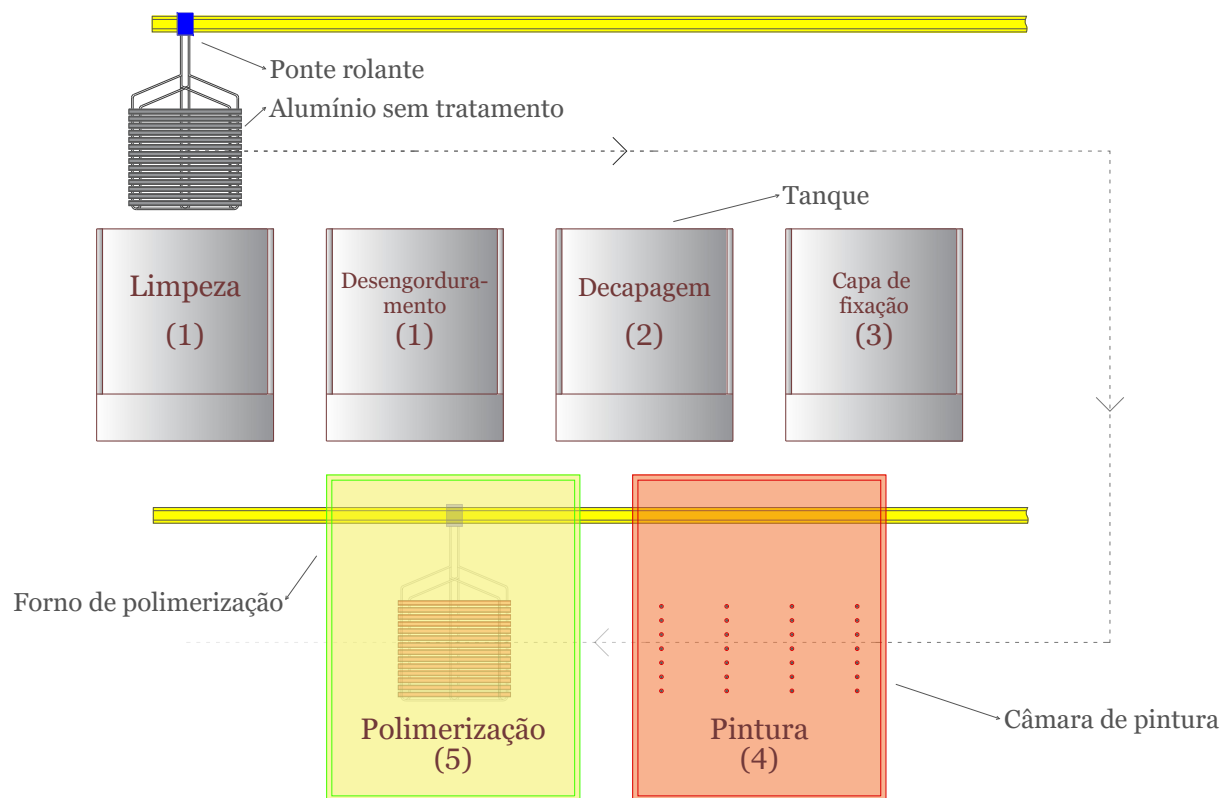 Ponte rolante
Alumínio sem tratamento
Tanque
Limpeza
(1)
Desengordura-
mento
(1)
Decapagem
(2)
Capa de
fixação
(3)
Forno de polimerização
Polimerização
(5)
Pintura
(4)
Câmara de pintura